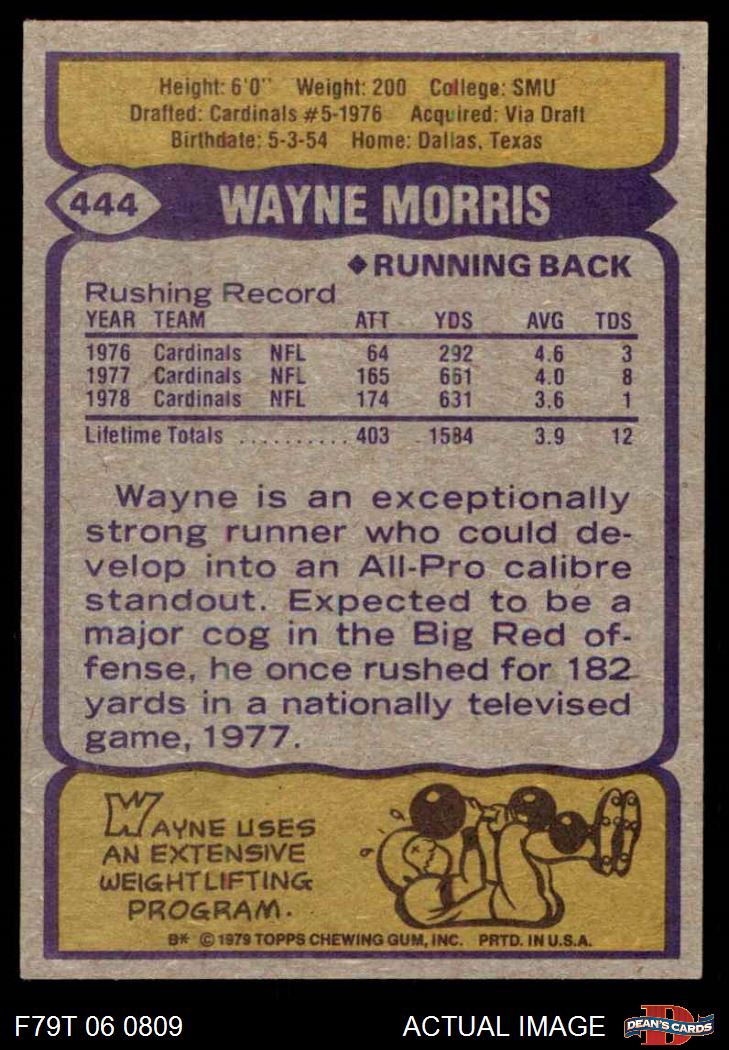 Height: 6'0" Weight: 200 College: SMU
Drafted: Cardinals #5-1976 Acquired: Via Draft
Birthdate: 5-3-54 Home: Dallas, Texas
444 WAYNE MORRIS
◆RUNNING BACK
Rushing Record
YEAR TEAM ATT YDS AVG TDS
1976 Cardinals NFL 64 292 4.6 3
1977 Cardinals NFL 165 661 4.0 8
1978 Cardinals NFL 174 631 3.6 1
Lifetime Totals .......... 403 1584 3.9 12
Wayne is an exceptionally
strong runner who could de-
velop into an All-Pro calibre
standout. Expected to be a
major cog in the Big Red of-
fense, he once rushed for 182
yards in a nationally televised
game, 1977.
WAYNE USES
AN EXTENSIVE
WEIGHTLIFTING
PROGRAM.
B* © 1979 TOPPS CHEWING GUM, INC. PRTD. IN U.S.A.
F79T 06 0809 ACTUAL IMAGE D DEAN'S CARDS